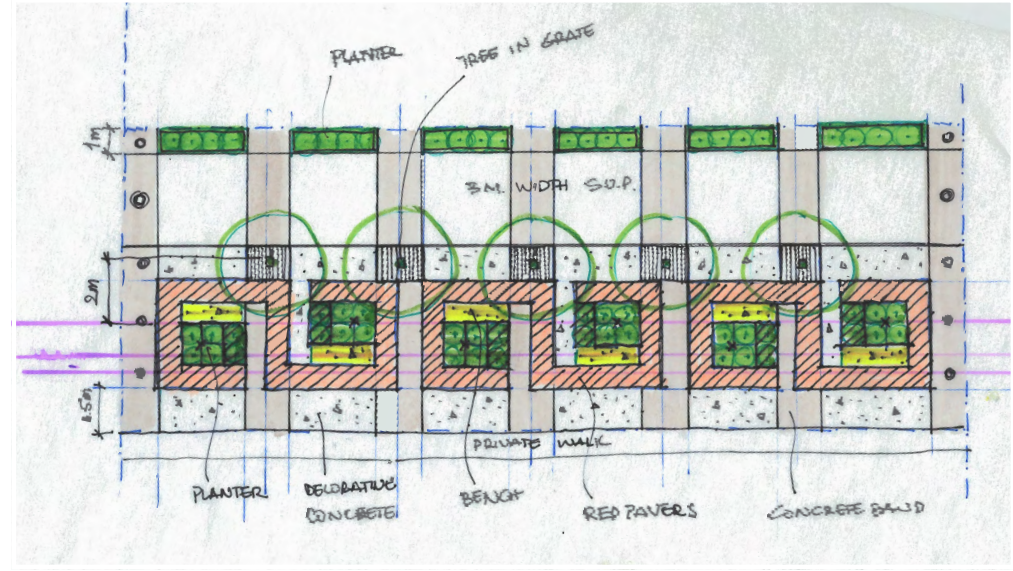 PLANTER
TREE IN GRATE
1m
3M. WIDTH S.U.P.
2M
1.5m
PRIVATE WALK
PLANTER
DECORATIVE
CONCRETE
BENCH
RED PAVERS
CONCRETE BAND